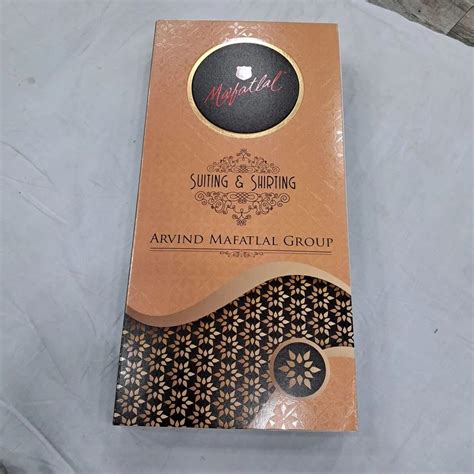 Mafatlal
SUITING & SHIRTING
ARVIND MAFATLAL GROUP